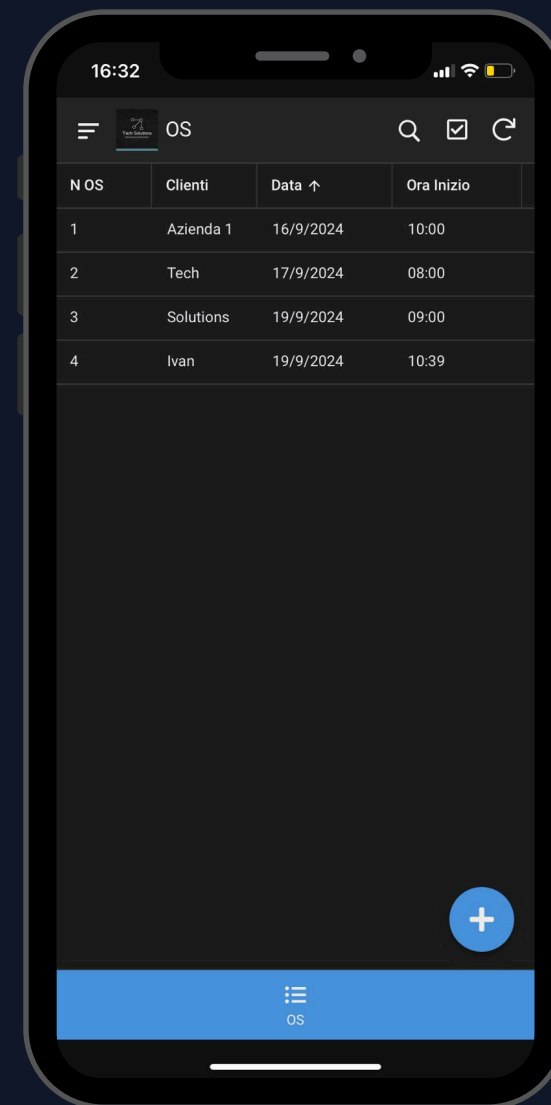 16:32
Tech Solutions
OS
N OS Clienti Data ↑ Ora Inizio
1 Azienda 1 16/9/2024 10:00
2 Tech 17/9/2024 08:00
3 Solutions 19/9/2024 09:00
4 Ivan 19/9/2024 10:39
OS